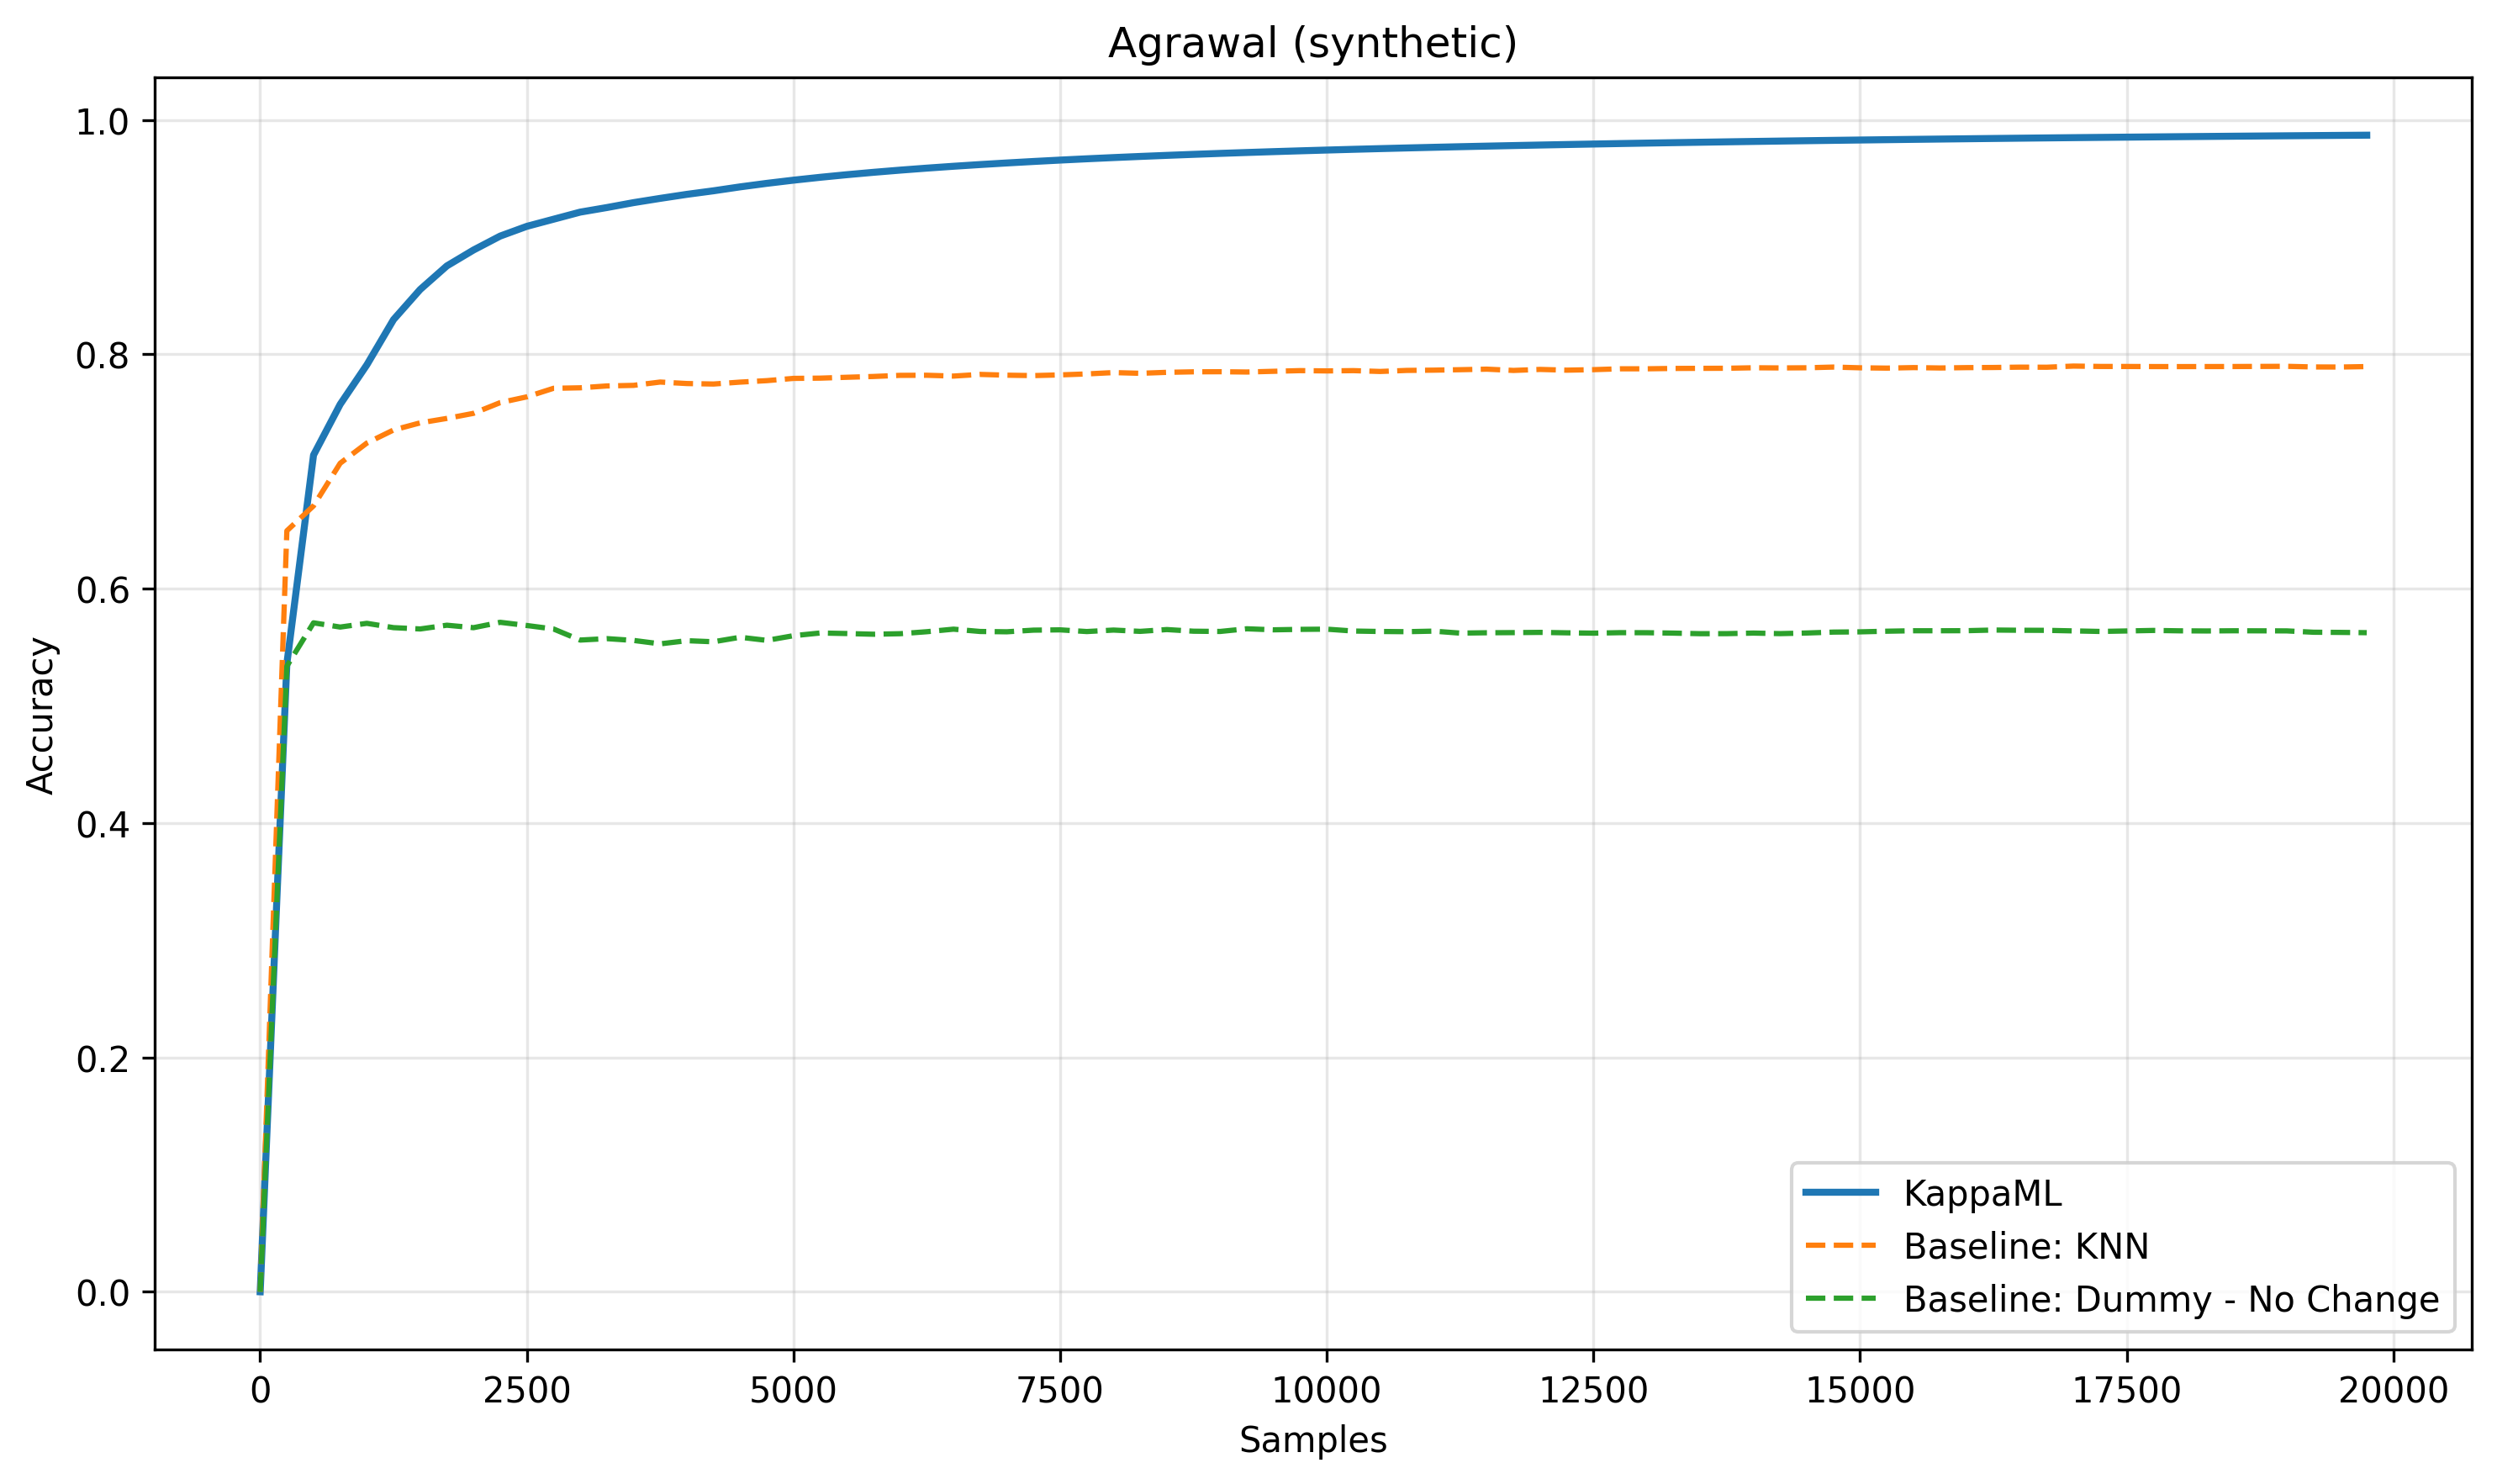 Agrawal (synthetic)
1.0
0.8
0.6
0.4
0.2
0.0
Accuracy
0
2500
5000
7500
10000
12500
15000
17500
20000
Samples
KappaML
Baseline: KNN
Baseline: Dummy - No Change